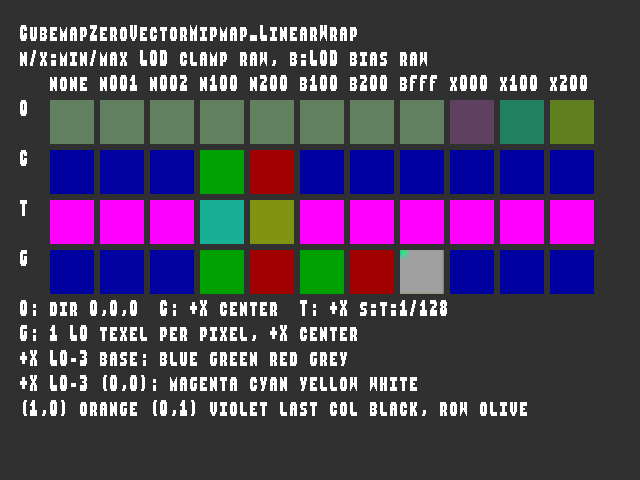 CubemapZeroVectorMipmap_LinearWrap
N/X:MIN/MAX LOD CLAMP RAW, B:LOD BIAS RAW
NONE N001 N002 N100 N200 B100 B200 BFFF X000 X100 X200
O
C
T
G
O: DIR 0,0,0 C: +X CENTER T: +X S:T:1/128
G: 1 L0 TEXEL PER PIXEL, +X CENTER
+X L0-3 BASE: BLUE GREEN RED GREY
+X L0-3 (0,0): MAGENTA CYAN YELLOW WHITE
(1,0) ORANGE (0,1) VIOLET LAST COL BLACK, ROW OLIVE